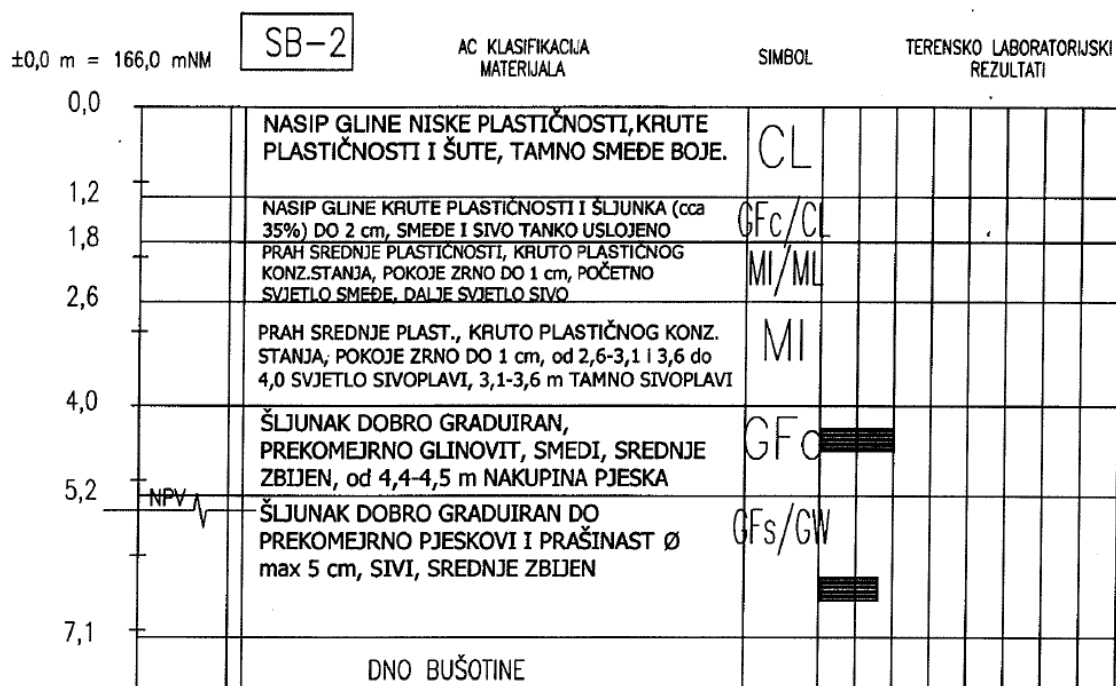 ±0,0 m = 166,0 mNM
SB-2
AC KLASIFIKACIJA
MATERIJALA
SIMBOL
TERENSKO LABORATORIJSKI
REZULTATI
0,0
NASIP GLINE NISKE PLASTIČNOSTI,KRUTE
PLASTIČNOSTI I ŠUTE, TAMNO SMEĐE BOJE.
CL
1,2
NASIP GLINE KRUTE PLASTIČNOSTI I ŠLJUNKA (cca
35%) DO 2 cm, SMEĐE I SIVO TANKO USLOJENO
GFc/CL
1,8
PRAH SREDNJE PLASTIČNOSTI, KRUTO PLASTIČNOG
KONZ.STANJA, POKOJE ZRNO DO 1 cm, POČETNO
SVJETLO SMEĐE, DALJE SVJETLO SIVO
MI/ML
2,6
PRAH SREDNJE PLAST., KRUTO PLASTIČNOG KONZ.
STANJA, POKOJE ZRNO DO 1 cm, od 2,6-3,1 i 3,6 do
4,0 SVJETLO SIVOPLAVI, 3,1-3,6 m TAMNO SIVOPLAVI
MI
4,0
ŠLJUNAK DOBRO GRADUIRAN,
PREKOMEJRNO GLINOVIT, SMEDI, SREDNJE
ZBIJEN, od 4,4-4,5 m NAKUPINA PJESKA
GFc
5,2
NPV
ŠLJUNAK DOBRO GRADUIRAN DO
PREKOMEJRNO PJESKOVI I PRAŠINAST Ø
max 5 cm, SIVI, SREDNJE ZBIJEN
GFs/GW
7,1
DNO BUŠOTINE